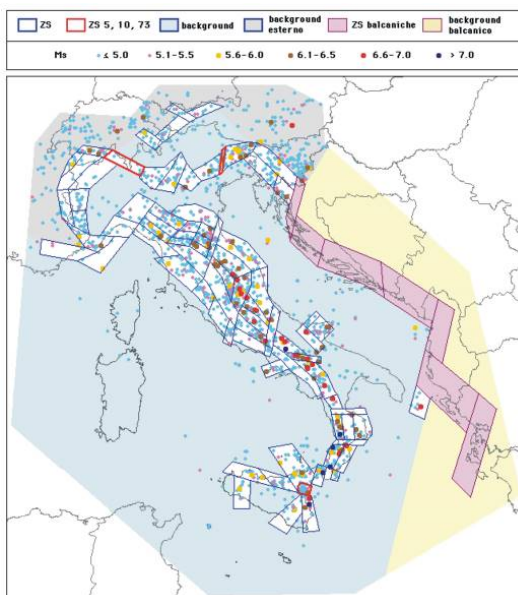 ZS
ZS 5, 10, 73
background
background esterno
ZS balcaniche
background balcanico
Ms
≤ 5.0
5.1-5.5
5.6-6.0
6.1-6.5
6.6-7.0
> 7.0